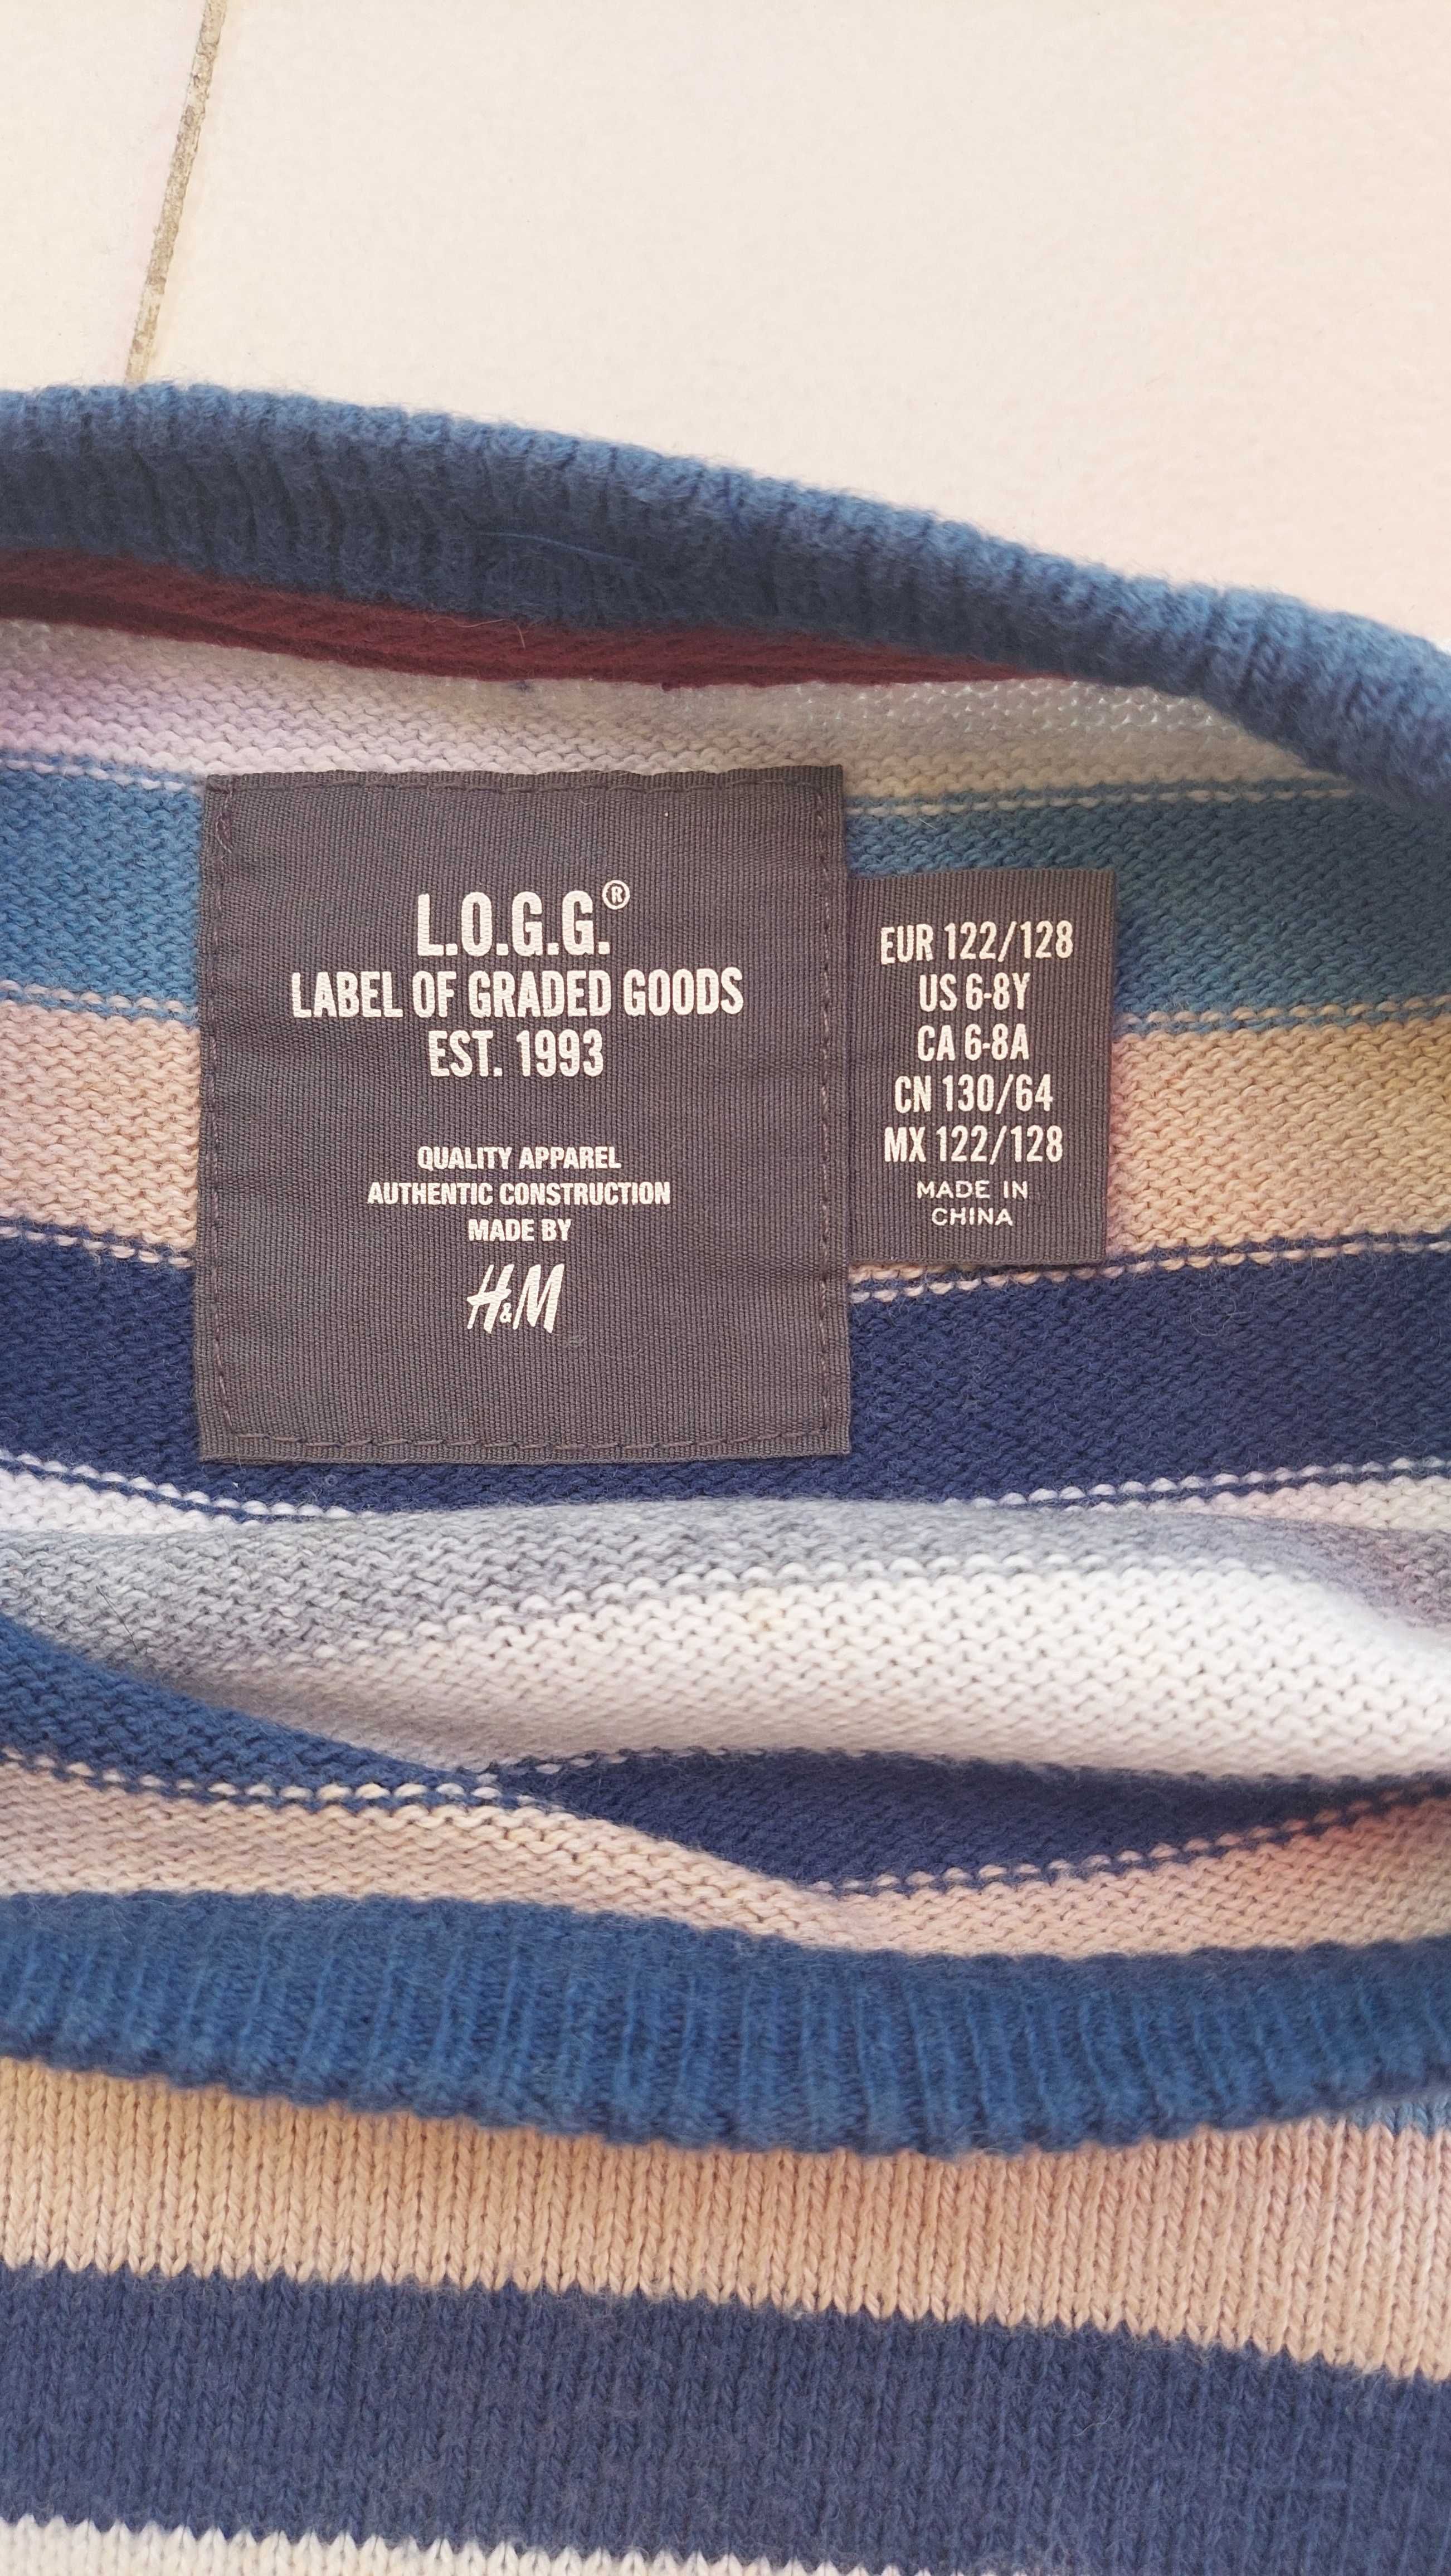 L.O.G.G.®
LABEL OF GRADED GOODS
EST. 1993
QUALITY APPAREL
AUTHENTIC CONSTRUCTION
MADE BY
H&M
EUR 122/128
US 6-8Y
CA 6-8A
CN 130/64
MX 122/128
MADE IN
CHINA